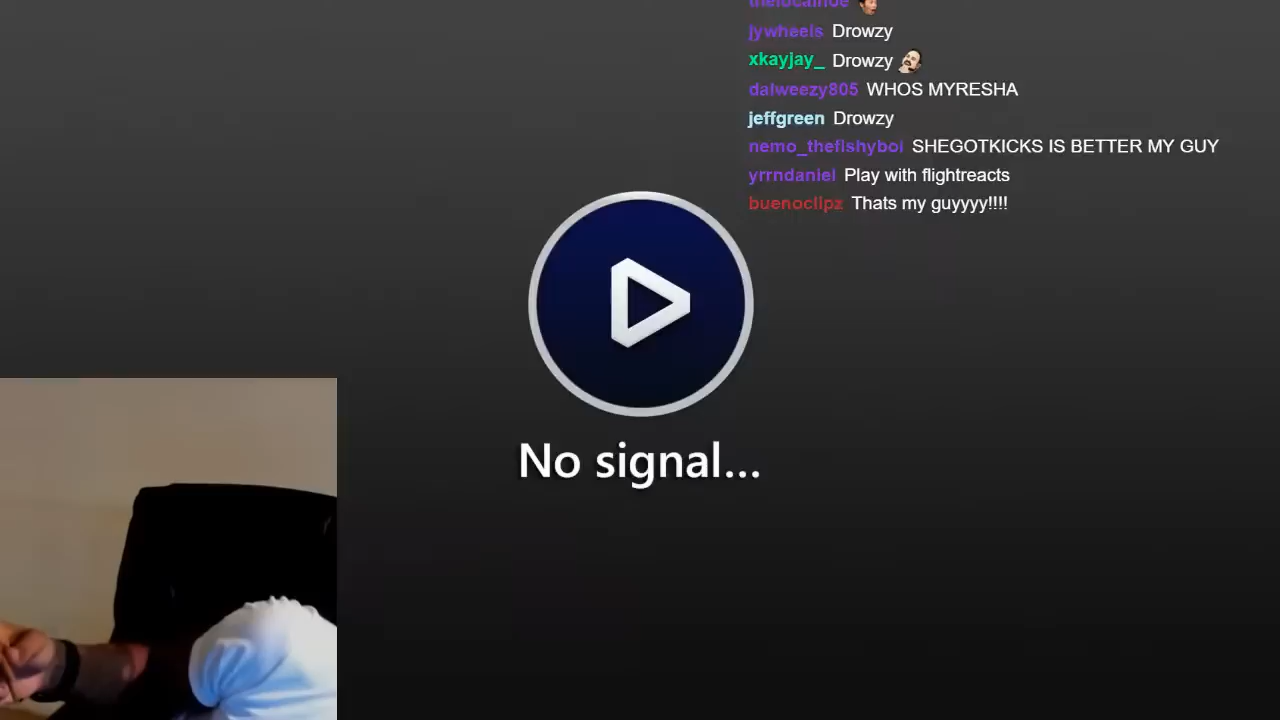 jywheels Drowzy
xkayjay_ Drowzy
dalweezy805 WHOS MYRESHA
jeffgreen Drowzy
nemo_thefishyboi SHEGOTKICKS IS BETTER MY GUY
yrrndaniel Play with flightreacts
buenoclipz Thats my guyyyy!!!!
No signal...